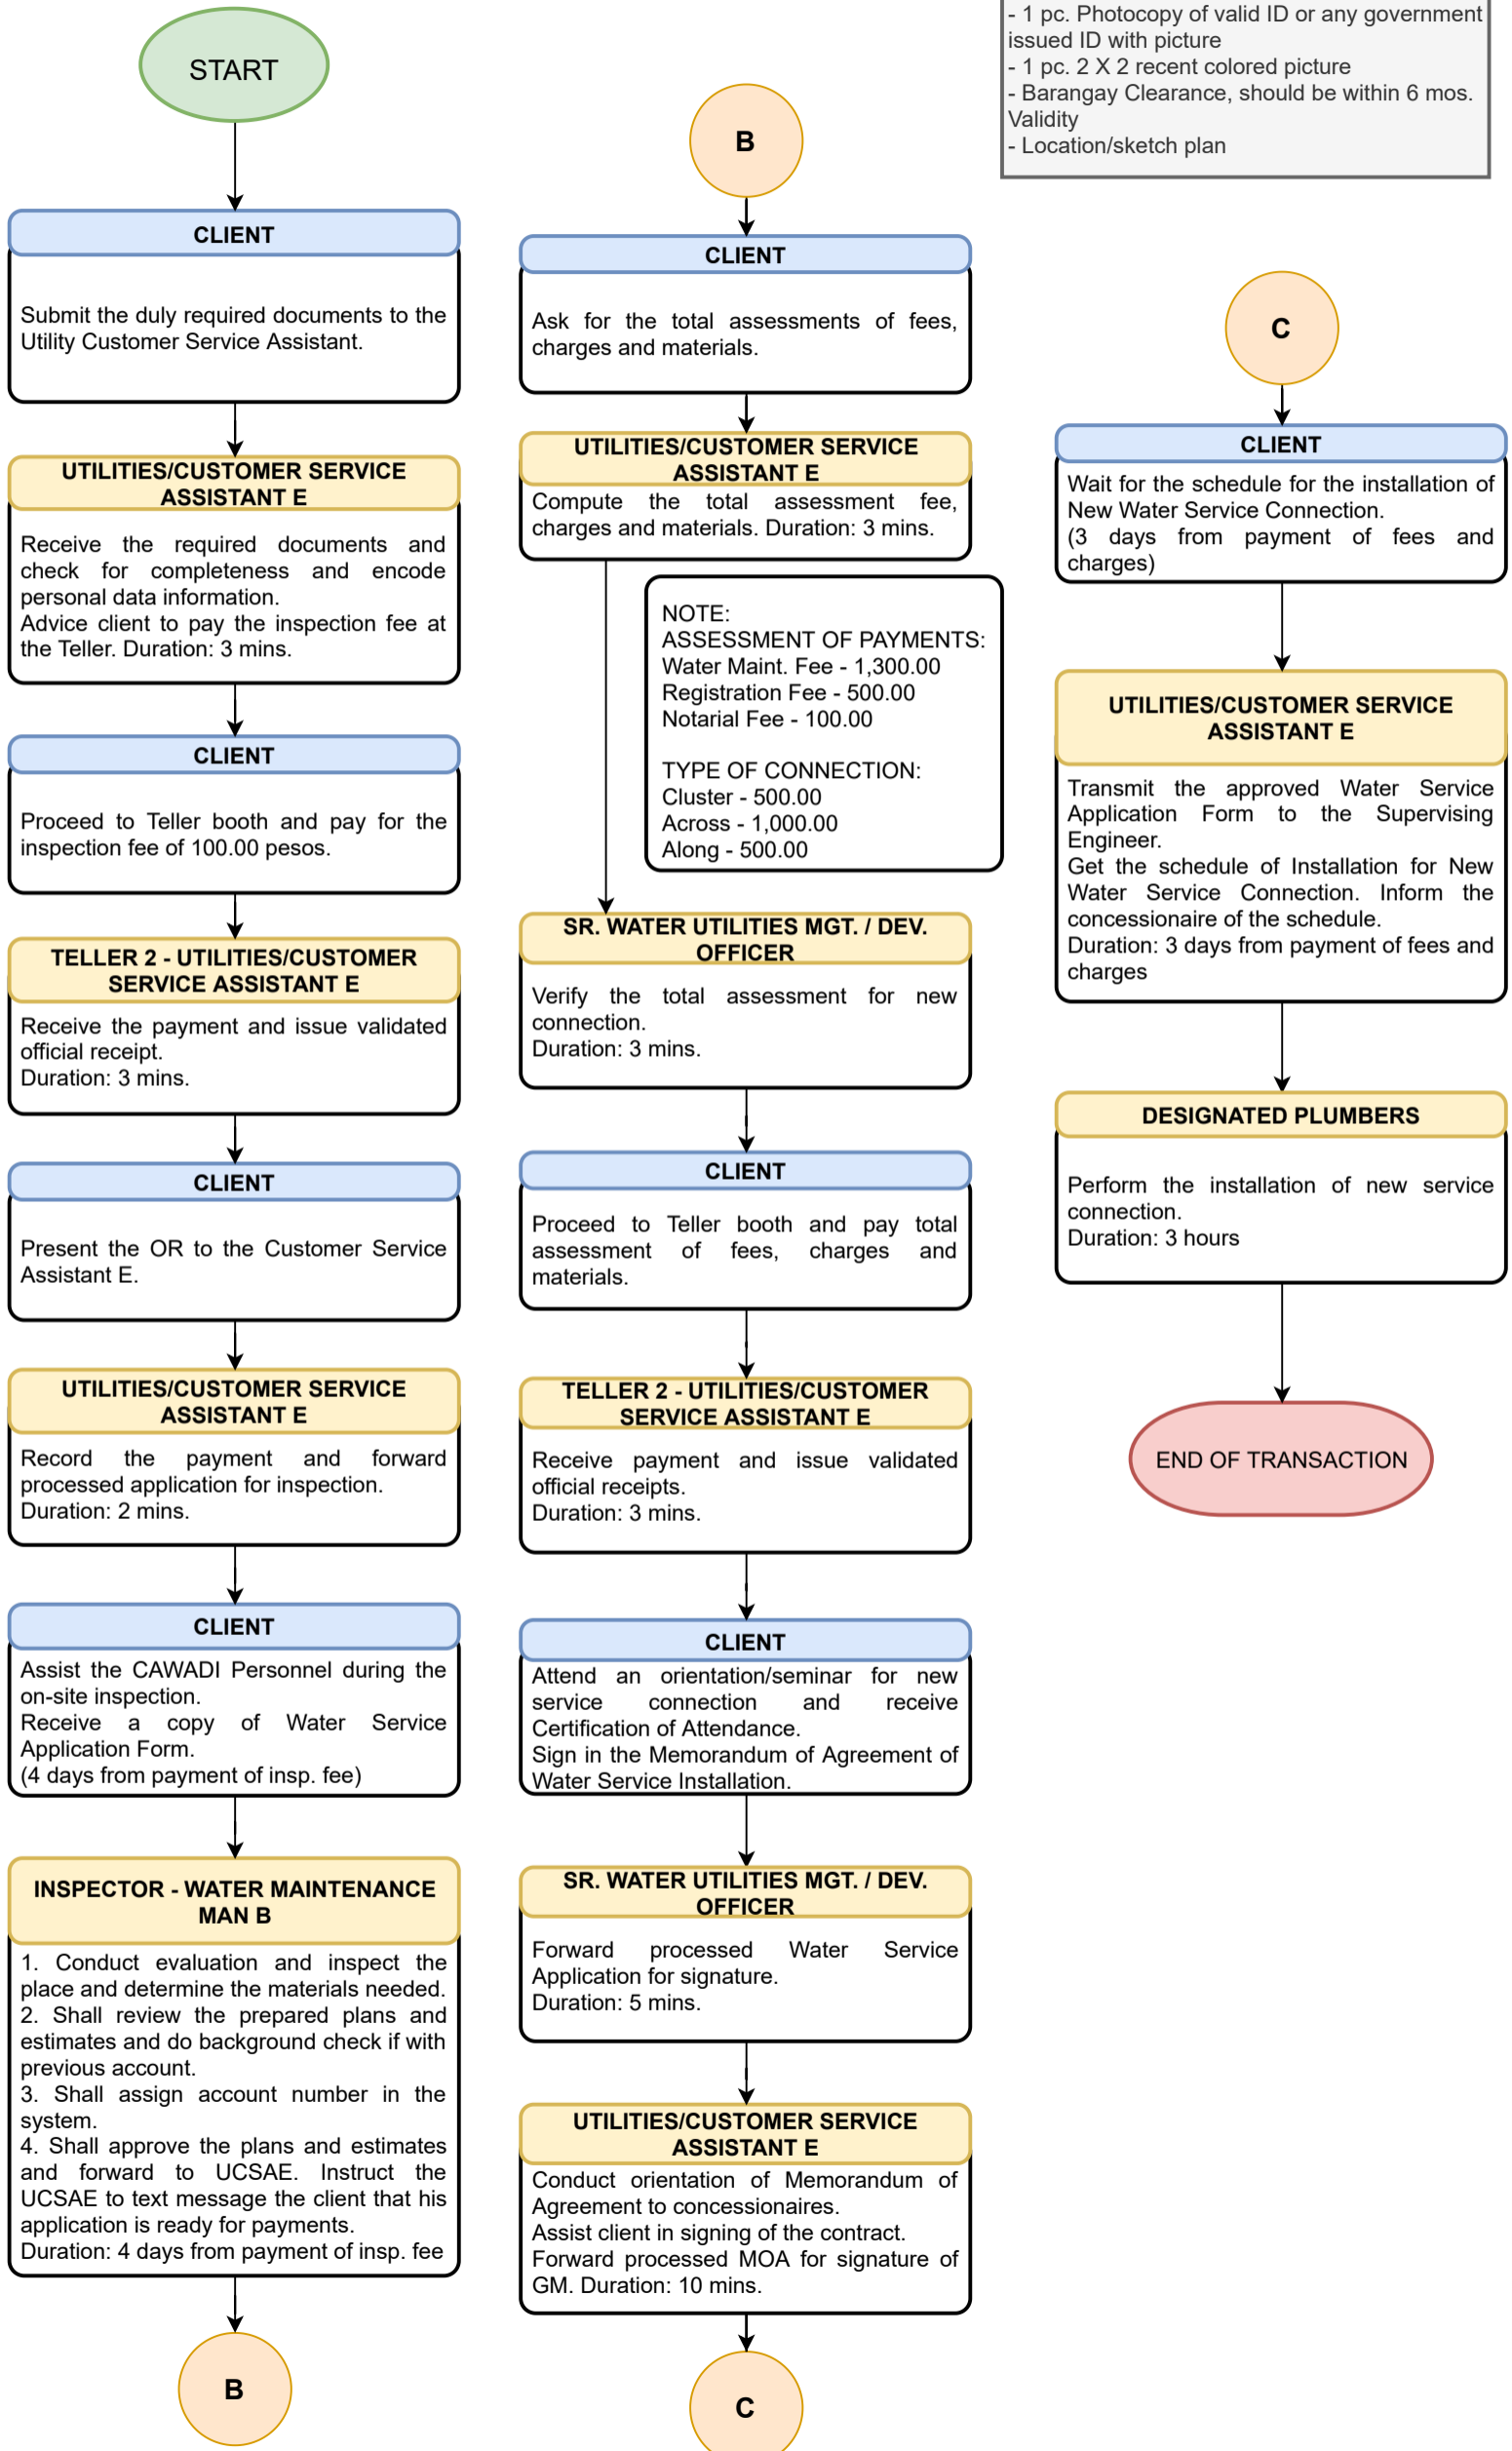 START
CLIENT
Submit the duly required documents to the
Utility Customer Service Assistant.
UTILITIES/CUSTOMER SERVICE
ASSISTANT E
Receive the required documents and
check for completeness and encode
personal data information.
Advice client to pay the inspection fee at
the Teller. Duration: 3 mins.
CLIENT
Proceed to Teller booth and pay for the
inspection fee of 100.00 pesos.
TELLER 2 - UTILITIES/CUSTOMER
SERVICE ASSISTANT E
Receive the payment and issue validated
official receipt.
Duration: 3 mins.
CLIENT
Present the OR to the Customer Service
Assistant E.
UTILITIES/CUSTOMER SERVICE
ASSISTANT E
Record the payment and forward
processed application for inspection.
Duration: 2 mins.
CLIENT
Assist the CAWADI Personnel during the
on-site inspection.
Receive a copy of Water Service
Application Form.
(4 days from payment of insp. fee)
INSPECTOR - WATER MAINTENANCE
MAN B
1. Conduct evaluation and inspect the
place and determine the materials needed.
2. Shall review the prepared plans and
estimates and do background check if with
previous account.
3. Shall assign account number in the
system.
4. Shall approve the plans and estimates
and forward to UCSAE. Instruct the
UCSAE to text message the client that his
application is ready for payments.
Duration: 4 days from payment of insp. fee
B
B
CLIENT
Ask for the total assessments of fees,
charges and materials.
UTILITIES/CUSTOMER SERVICE
ASSISTANT E
Compute the total assessment fee,
charges and materials. Duration: 3 mins.
NOTE:
ASSESSMENT OF PAYMENTS:
Water Maint. Fee - 1,300.00
Registration Fee - 500.00
Notarial Fee - 100.00
TYPE OF CONNECTION:
Cluster - 500.00
Across - 1,000.00
Along - 500.00
SR. WATER UTILITIES MGT. / DEV.
OFFICER
Verify the total assessment for new
connection.
Duration: 3 mins.
CLIENT
Proceed to Teller booth and pay total
assessment of fees, charges and
materials.
TELLER 2 - UTILITIES/CUSTOMER
SERVICE ASSISTANT E
Receive payment and issue validated
official receipts.
Duration: 3 mins.
CLIENT
Attend an orientation/seminar for new
service connection and receive
Certification of Attendance.
Sign in the Memorandum of Agreement of
Water Service Installation.
SR. WATER UTILITIES MGT. / DEV.
OFFICER
Forward processed Water Service
Application for signature.
Duration: 5 mins.
UTILITIES/CUSTOMER SERVICE
ASSISTANT E
Conduct orientation of Memorandum of
Agreement to concessionaires.
Assist client in signing of the contract.
Forward processed MOA for signature of
GM. Duration: 10 mins.
C
- 1 pc. Photocopy of valid ID or any government
issued ID with picture
- 1 pc. 2 X 2 recent colored picture
- Barangay Clearance, should be within 6 mos.
Validity
- Location/sketch plan
C
CLIENT
Wait for the schedule for the installation of
New Water Service Connection.
(3 days from payment of fees and
charges)
UTILITIES/CUSTOMER SERVICE
ASSISTANT E
Transmit the approved Water Service
Application Form to the Supervising
Engineer.
Get the schedule of Installation for New
Water Service Connection. Inform the
concessionaire of the schedule.
Duration: 3 days from payment of fees and
charges
DESIGNATED PLUMBERS
Perform the installation of new service
connection.
Duration: 3 hours
END OF TRANSACTION